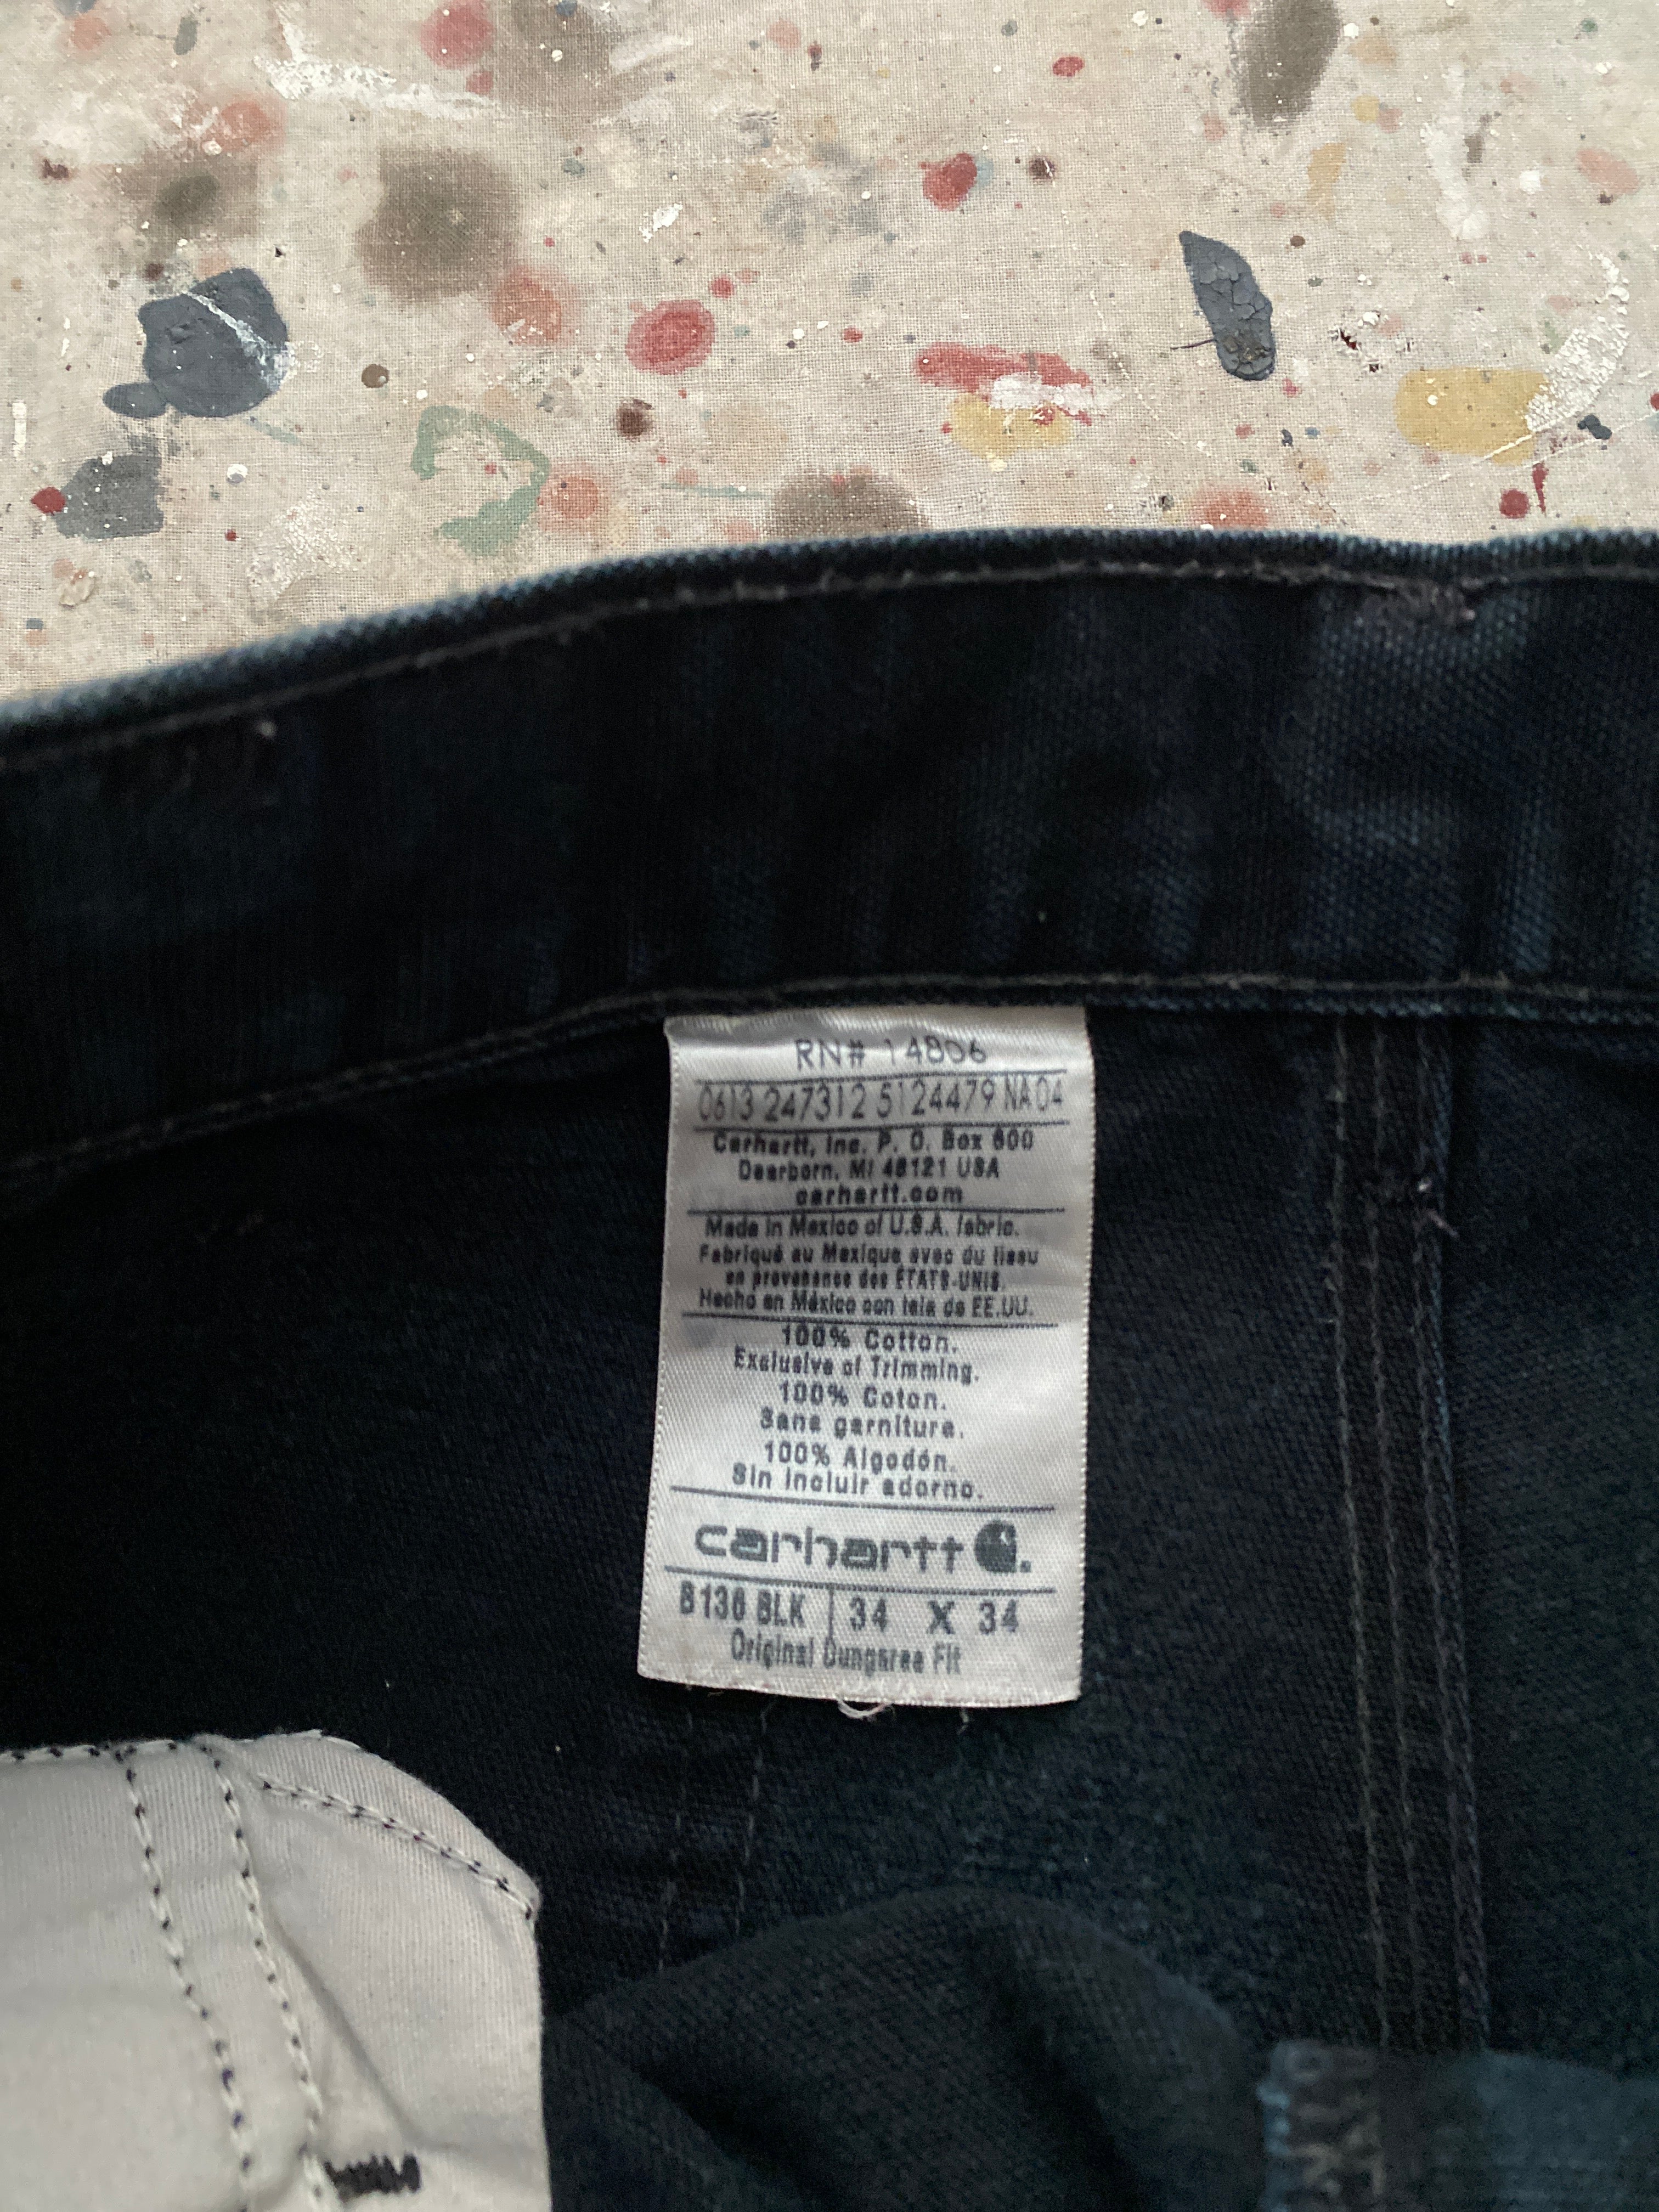 RN# 14806
0613 247312 5124479 NA04
Carhartt, Inc. P. O. Box 600
Dearborn, MI 48121 USA
carhartt.com
Made in Mexico of U.S.A. fabric.
Fabriqué au Mexique avec du tissu
en provenance des ÉTATS-UNIS.
Hecho en México con tela de EE.UU.
100% Cotton.
Exclusive of Trimming.
100% Coton.
Sans garniture.
100% Algodón.
Sin incluir adorno.
carhartt
B136 BLK 34 X 34
Original Dungaree Fit